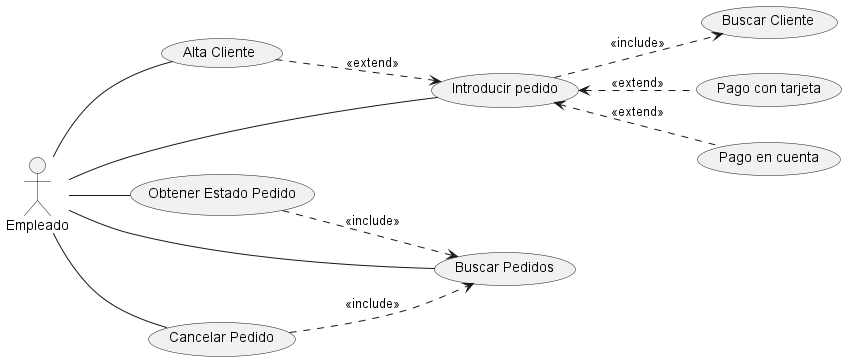 Buscar Cliente
«include»
Alta Cliente
«extend»
Introducir pedido
«extend»
Pago con tarjeta
«extend»
Pago en cuenta
Empleado
Obtener Estado Pedido
«include»
Buscar Pedidos
«include»
Cancelar Pedido